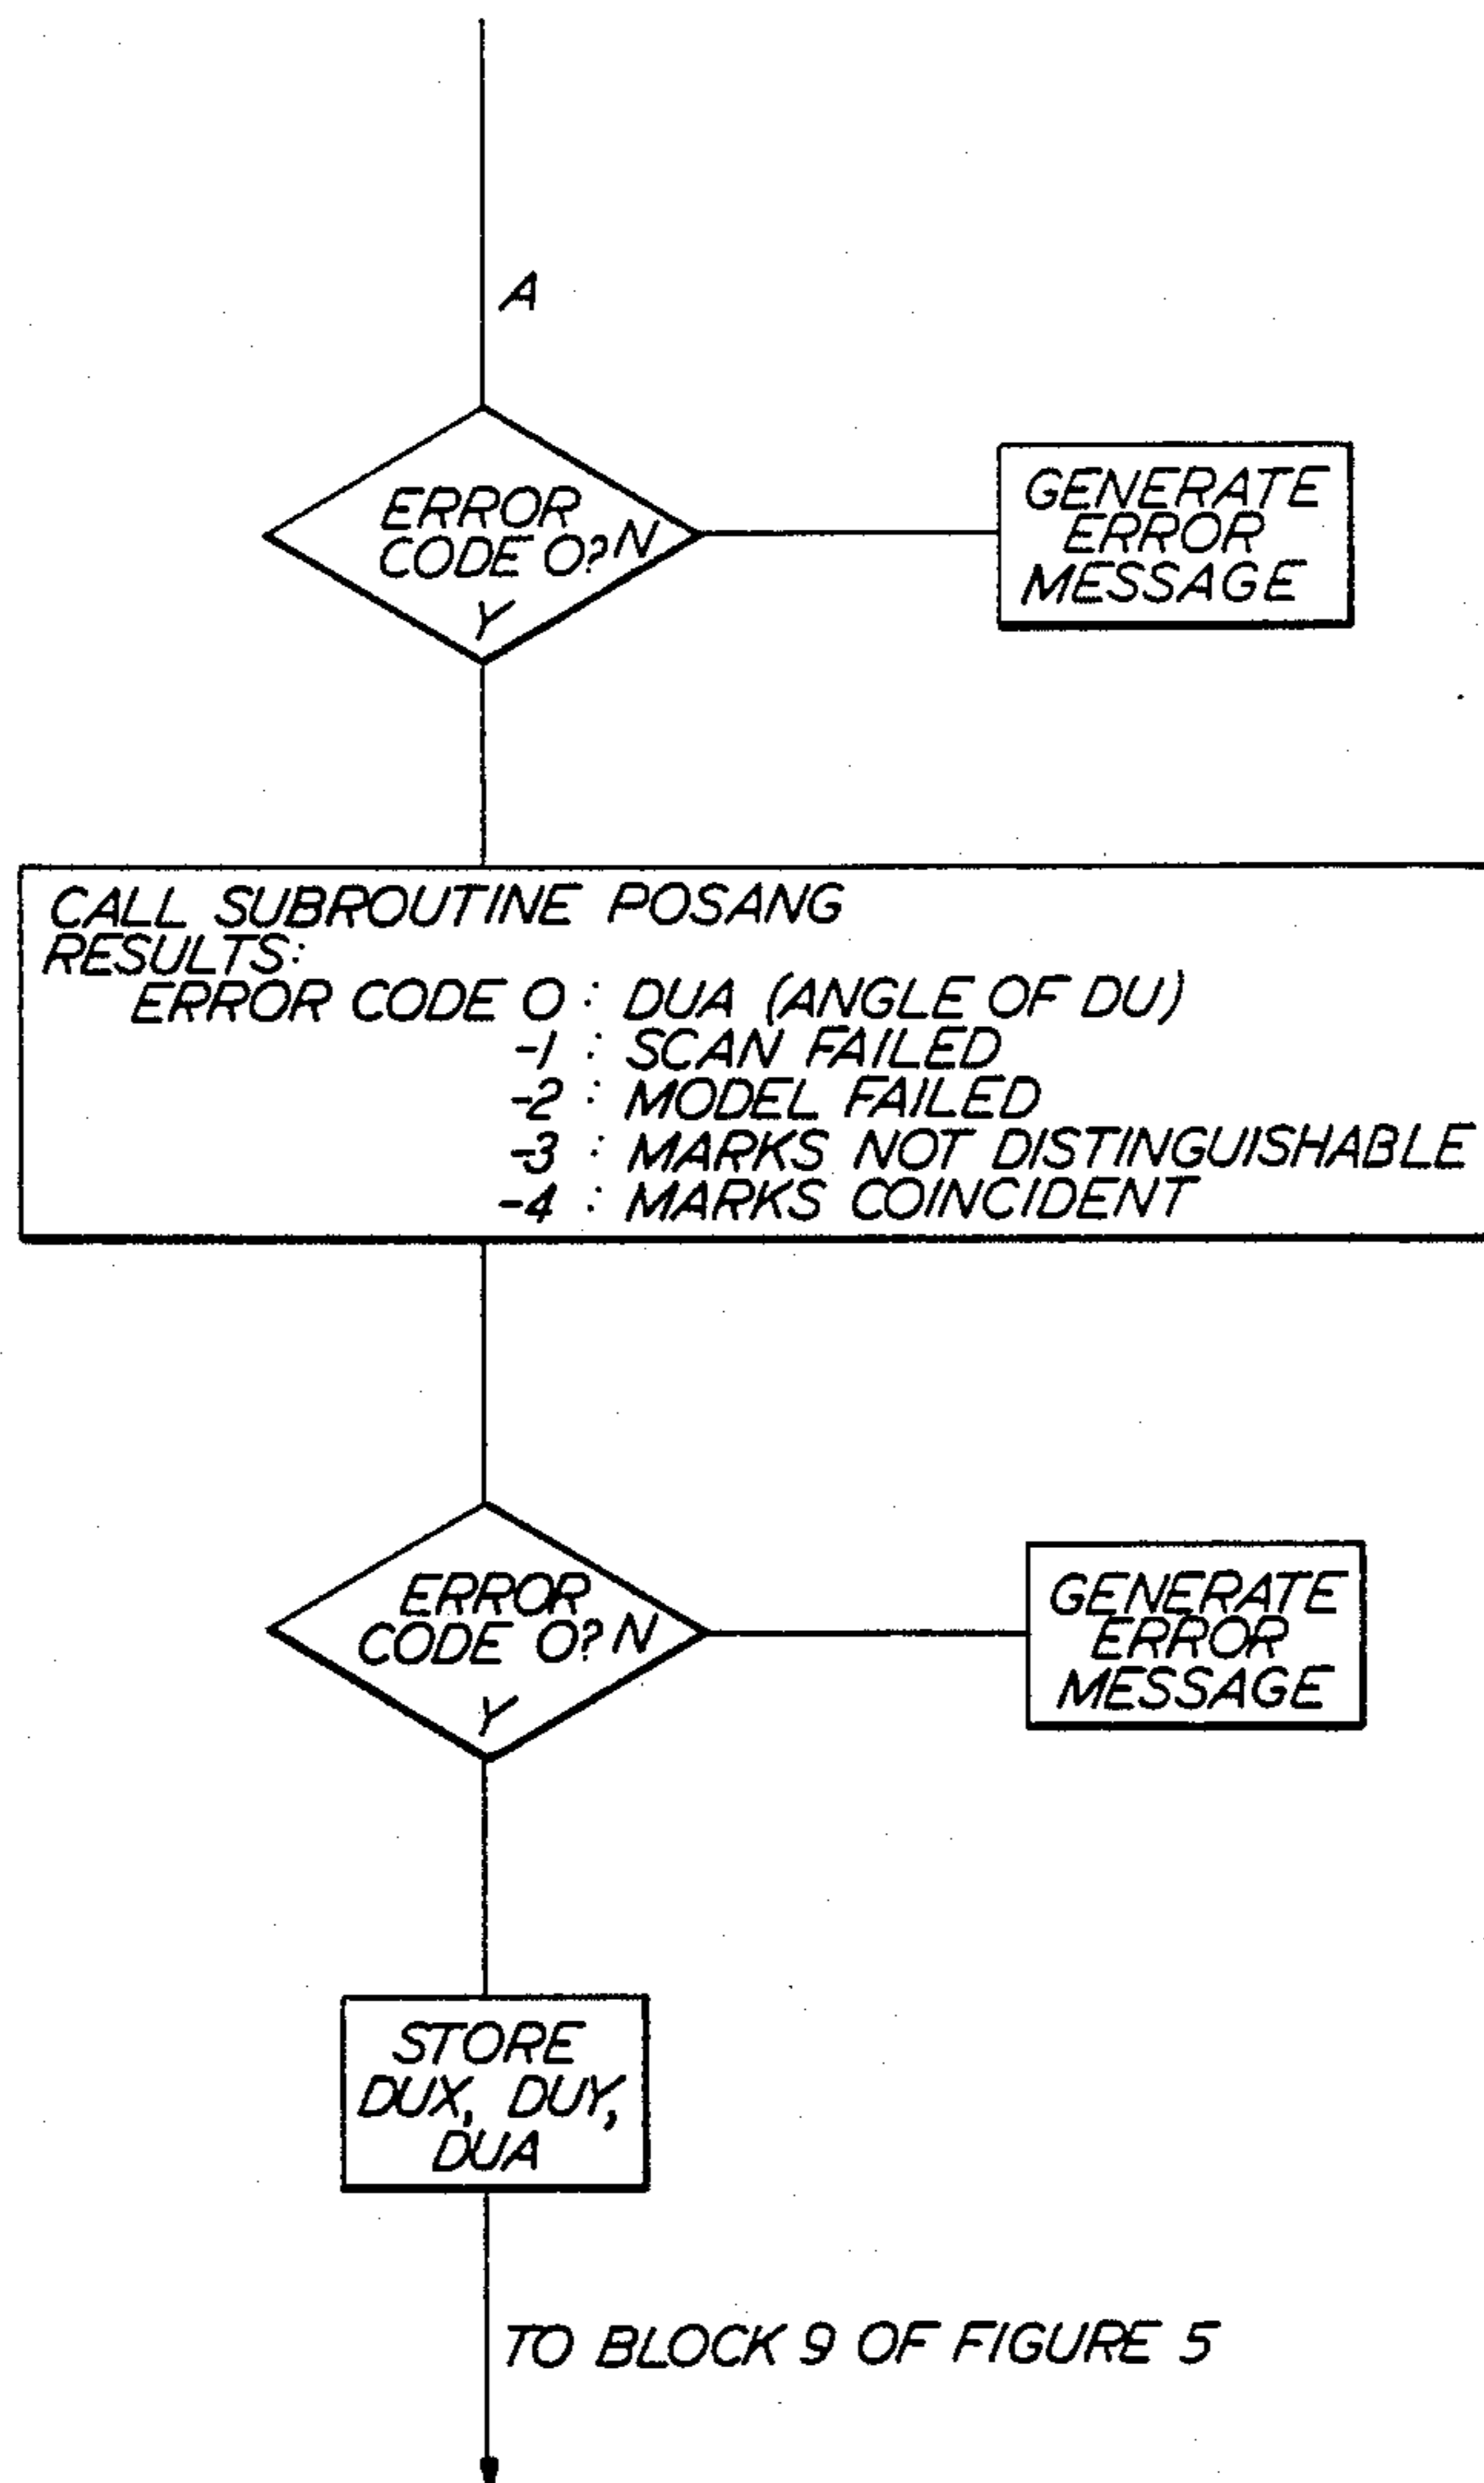 A
ERROR
CODE 0? N
Y
GENERATE
ERROR
MESSAGE
CALL SUBROUTINE POSANG
RESULTS:
ERROR CODE 0 : DUA (ANGLE OF DU)
-1 : SCAN FAILED
-2 : MODEL FAILED
-3 : MARKS NOT DISTINGUISHABLE
-4 : MARKS COINCIDENT
ERROR
CODE 0? N
Y
GENERATE
ERROR
MESSAGE
STORE
DUX, DUY,
DUA
TO BLOCK 9 OF FIGURE 5